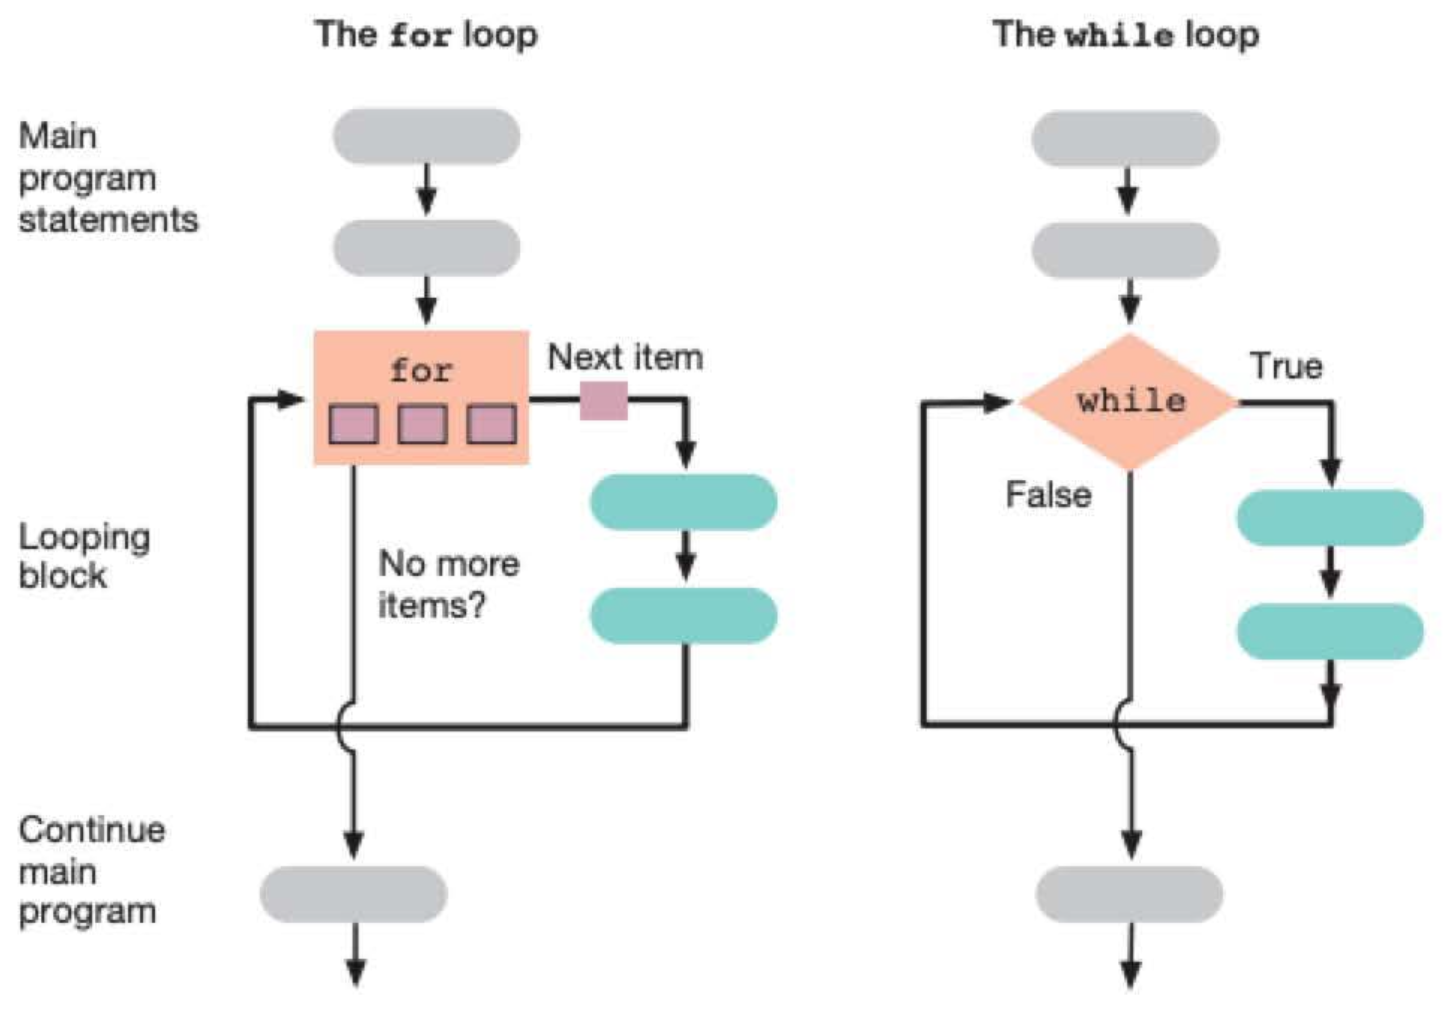 The for loop
The while loop
Main
program
statements
for
Next item
while
True
False
Looping
block
No more
items?
Continue
main
program